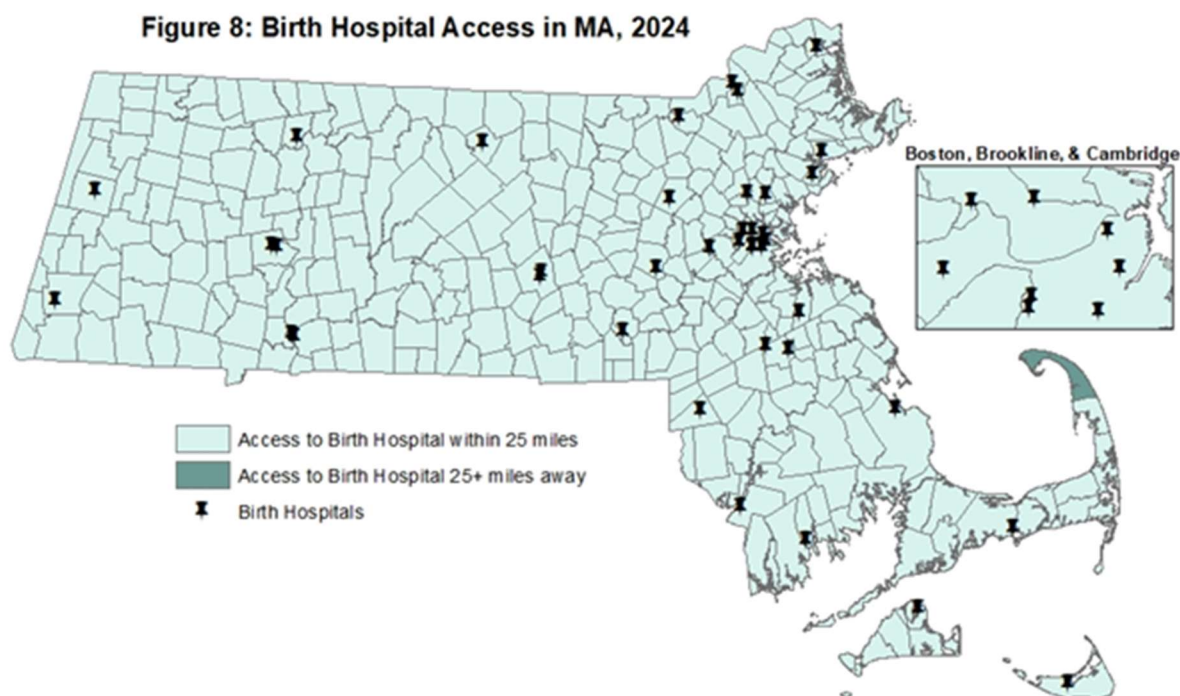 Figure 8: Birth Hospital Access in MA, 2024
Boston, Brookline, & Cambridge
Access to Birth Hospital within 25 miles
Access to Birth Hospital 25+ miles away
Birth Hospitals